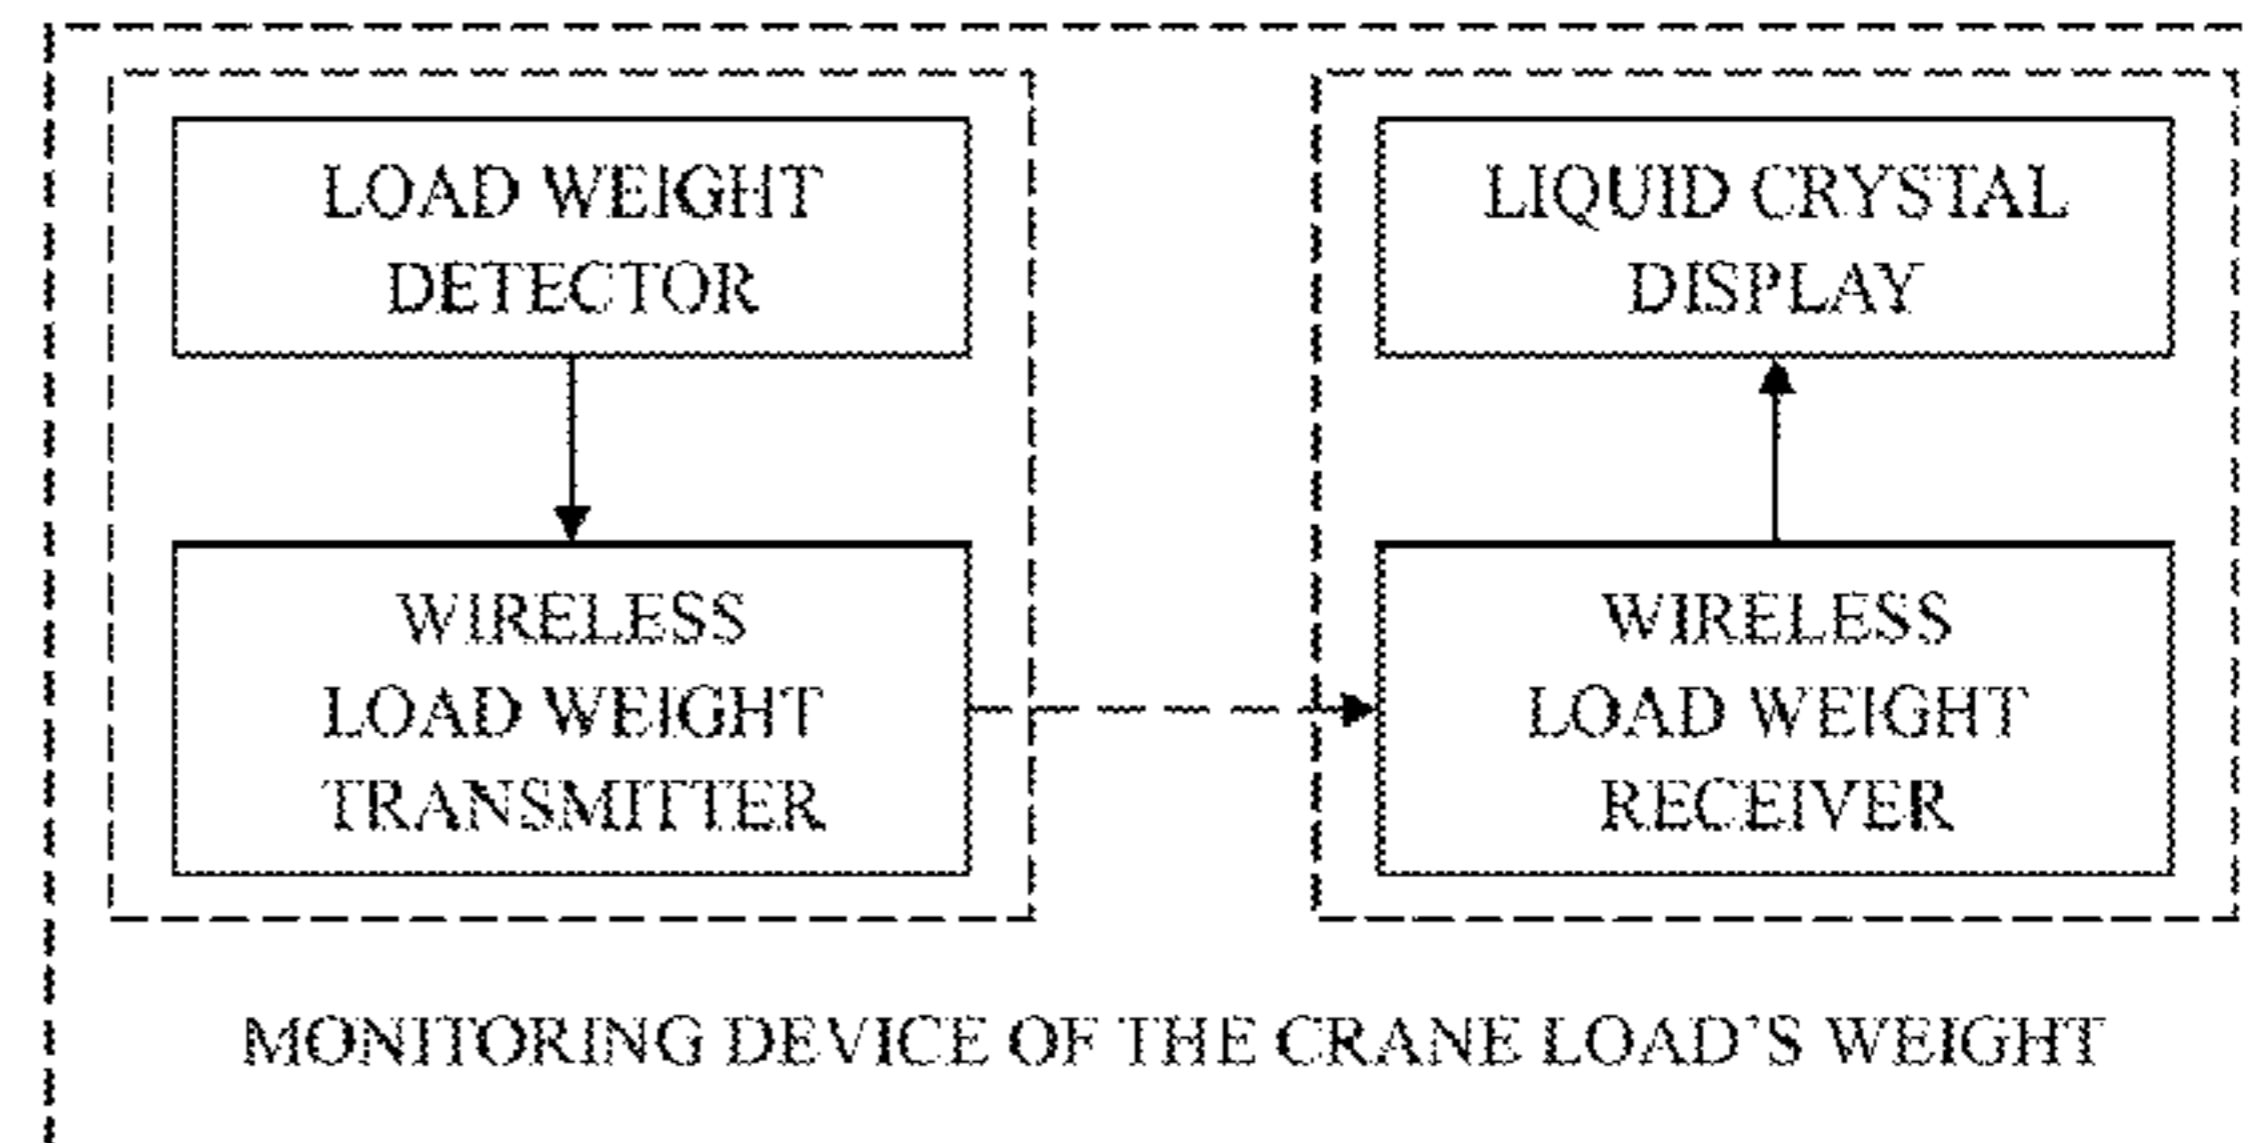 LOAD WEIGHT
DETECTOR
WIRELESS
LOAD WEIGHT
TRANSMITTER
LIQUID CRYSTAL
DISPLAY
WIRELESS
LOAD WEIGHT
RECEIVER
MONITORING DEVICE OF THE CRANE LOAD'S WEIGHT